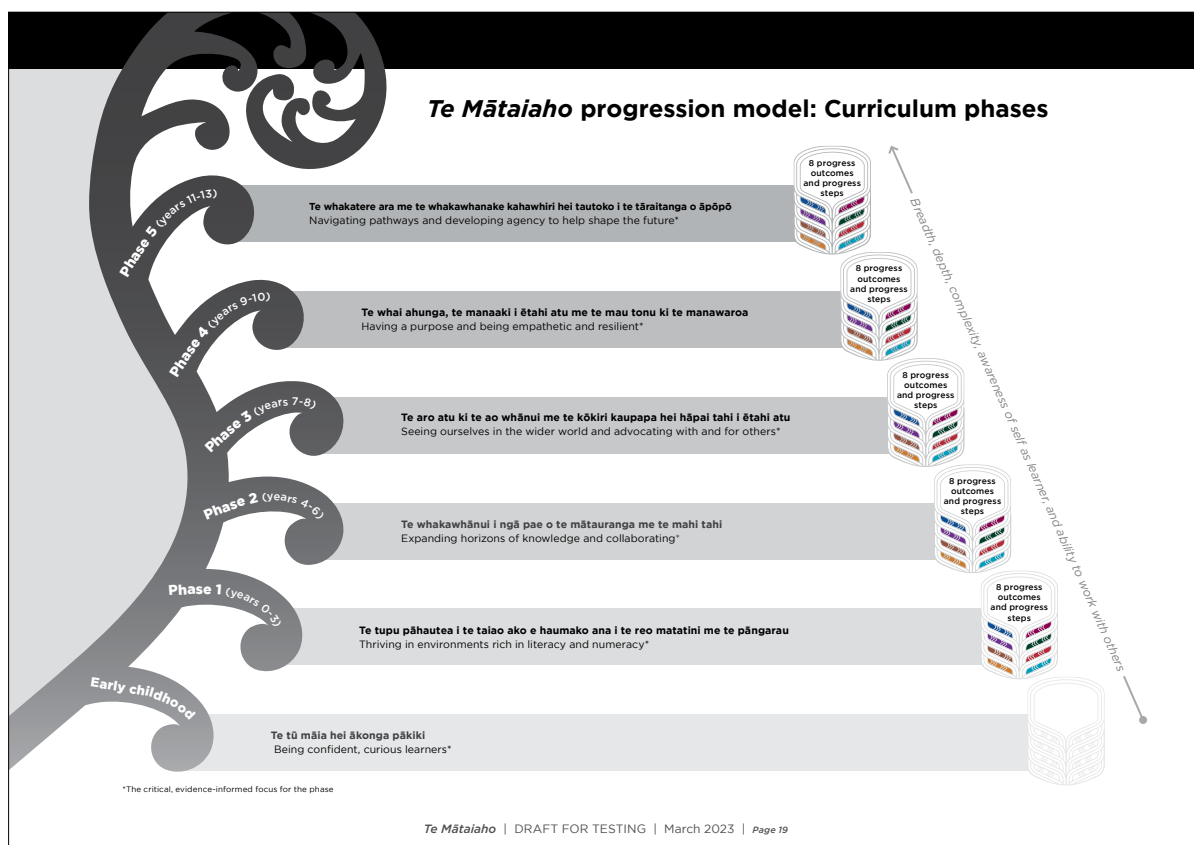 Te Mātaiaho progression model: Curriculum phases
Phase 5 (years 11-13)
Te whakatere ara me te whakawhanake kahawhiri hei tautoko i te tāraitanga o āpōpō
Navigating pathways and developing agency to help shape the future*
8 progress
outcomes
and progress
steps
Phase 4 (years 9-10)
Te whai ahunga, te manaaki i ētahi atu me te mau tonu ki te manawaroa
Having a purpose and being empathetic and resilient*
8 progress
outcomes
and progress
steps
Phase 3 (years 7-8)
Te aro atu ki te ao whānui me te kōkiri kaupapa hei hāpai tahi i ētahi atu
Seeing ourselves in the wider world and advocating with and for others*
8 progress
outcomes
and progress
steps
Phase 2 (years 4-6)
Te whakawhānui i ngā pae o te mātauranga me te mahi tahi
Expanding horizons of knowledge and collaborating*
8 progress
outcomes
and progress
steps
Phase 1 (years 0-3)
Te tupu pāhautea i te taiao ako e haumako ana i te reo matatini me te pāngarau
Thriving in environments rich in literacy and numeracy*
8 progress
outcomes
and progress
steps
Early childhood
Te tū māia hei ākonga pākiki
Being confident, curious learners*
Breadth, depth, complexity, awareness of self as learner, and ability to work with others
*The critical, evidence-informed focus for the phase
Te Mātaiaho | DRAFT FOR TESTING | March 2023 | Page 19